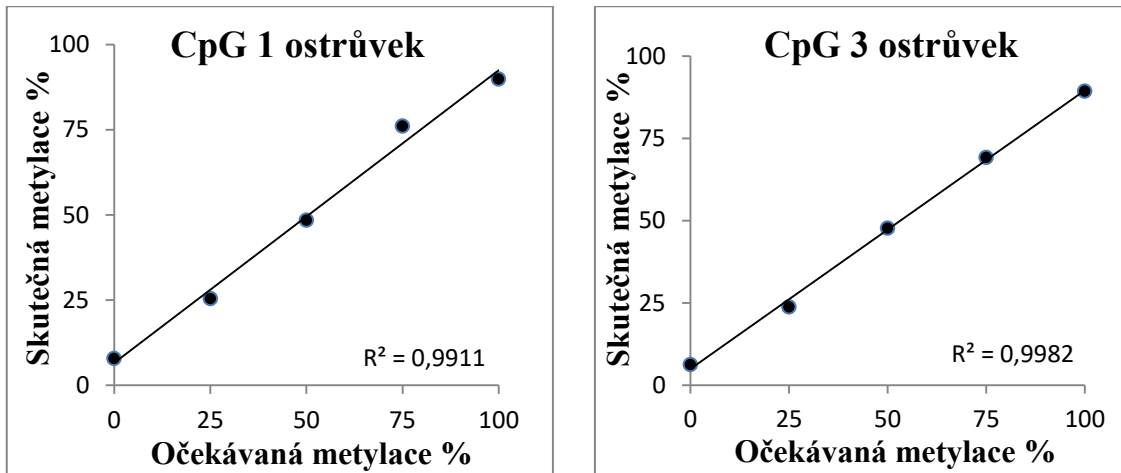 CpG 1 ostrůvek
Skutečná metylace %
100
75
50
25
0
R² = 0,9911
0 25 50 75 100
Očekávaná metylace %
CpG 3 ostrůvek
Skutečná metylace %
100
75
50
25
0
R² = 0,9982
0 25 50 75 100
Očekávaná metylace %